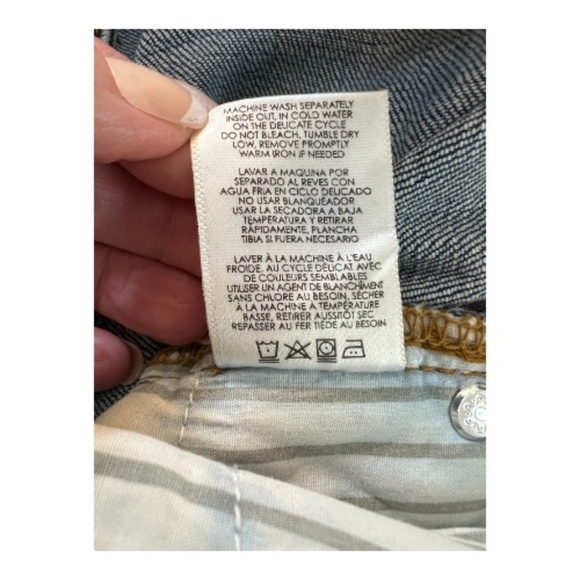 MACHINE WASH SEPARATELY
INSIDE OUT, IN COLD WATER
ON THE DELICATE CYCLE
DO NOT BLEACH, TUMBLE DRY
LOW, REMOVE PROMPTLY
WARM IRON IF NEEDED
LAVAR A MAQUINA POR
SEPARADO AL REVES CON
AGUA FRIA EN CICLO DELICADO
NO USAR BLANQUEADOR
USAR LA SECADORA A BAJA
TEMPERATURA Y RETIRAR
RAPIDAMENTE, PLANCHA
TIBIA SI FUERA NECESARIO
LAVER À LA MACHINE À L'EAU
FROIDE, AU CYCLE DÉLICAT AVEC
DE COULEURS SEMBLABLES
UTILISER UN AGENT DE BLANCHIMENT
SANS CHLORE AU BESOIN, SÉCHER
À LA MACHINE À TEMPÉRATURE
BASSE, RETIRER AUSSITÔT SEC
REPASSER AU FER TIÈDE AU BESOIN